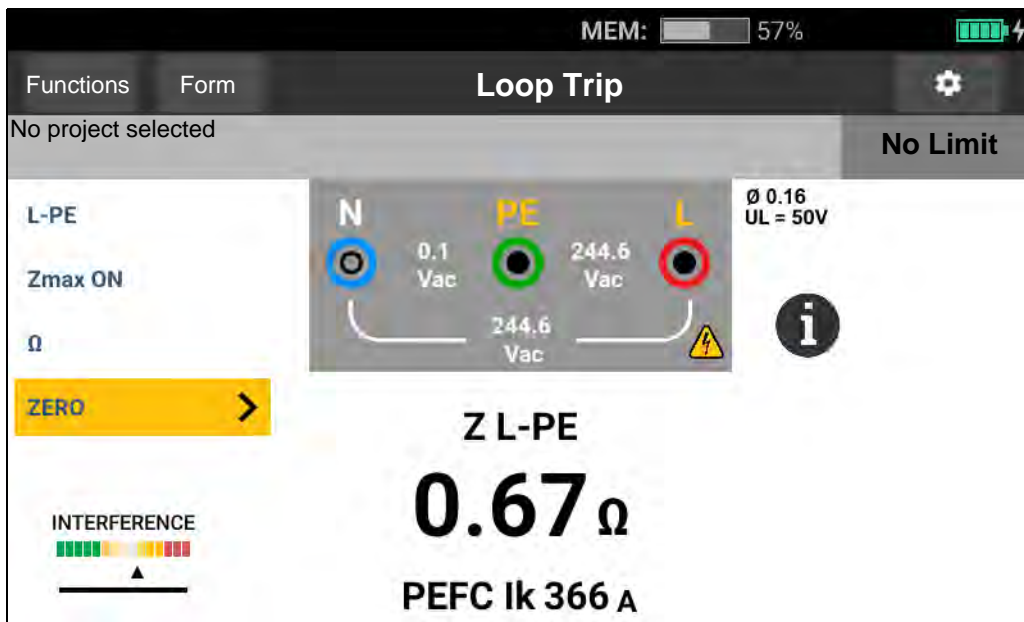 MEM: 57%
Functions Form Loop Trip
No project selected
No Limit
L-PE
Zmax ON
Ω
ZERO
INTERFERENCE
N PE L
0.1 Vac
244.6 Vac
244.6 Vac
Ø 0.16
UL = 50V
i
Z L-PE
0.67 Ω
PEFC Ik 366 A